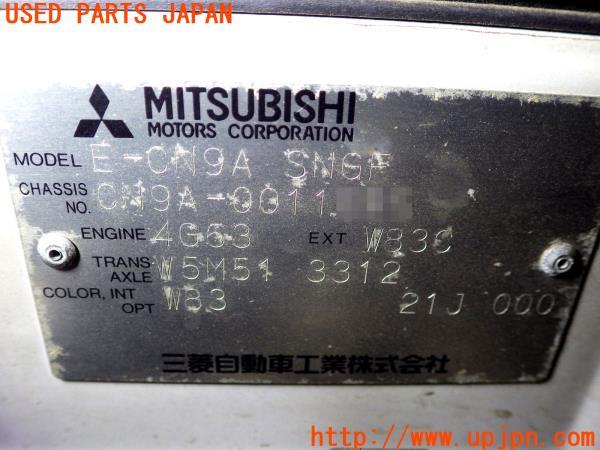 USED PARTS JAPAN
MITSUBISHI
MOTORS CORPORATION
MODEL E-CN9A SNGF
CHASSIS NO. CN9A-0011
ENGINE 4G63 EXT W83C
TRANS AXLE W5M51 3312
COLOR, INT OPT W83 21J 000
三菱自動車工業株式会社
http://www.upjpn.com